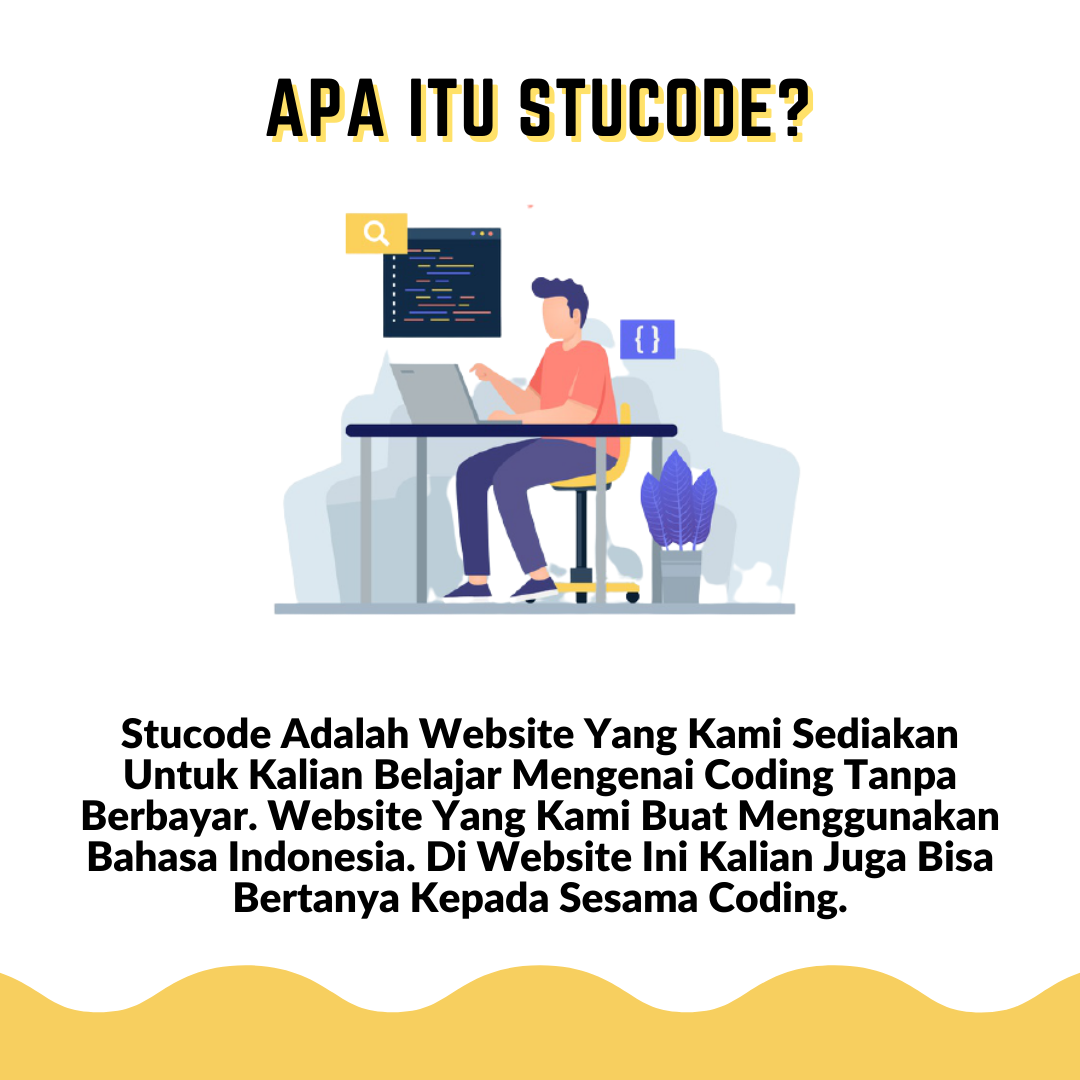 APA ITU STUCODE?
{ }
Stucode Adalah Website Yang Kami Sediakan
Untuk Kalian Belajar Mengenai Coding Tanpa
Berbayar. Website Yang Kami Buat Menggunakan
Bahasa Indonesia. Di Website Ini Kalian Juga Bisa
Bertanya Kepada Sesama Coding.